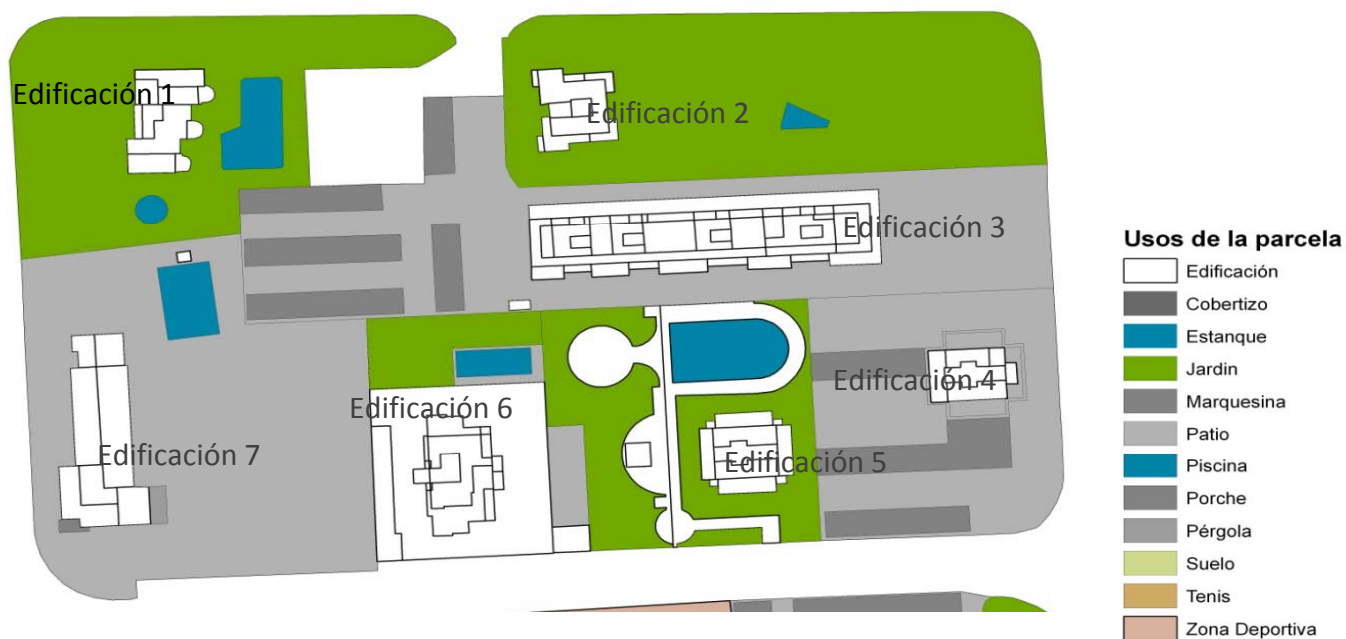 Edificación 1
Edificación 2
Edificación 3
Edificación 4
Edificación 5
Edificación 6
Edificación 7
Usos de la parcela
Edificación
Cobertizo
Estanque
Jardin
Marquesina
Patio
Piscina
Porche
Pérgola
Suelo
Tenis
Zona Deportiva